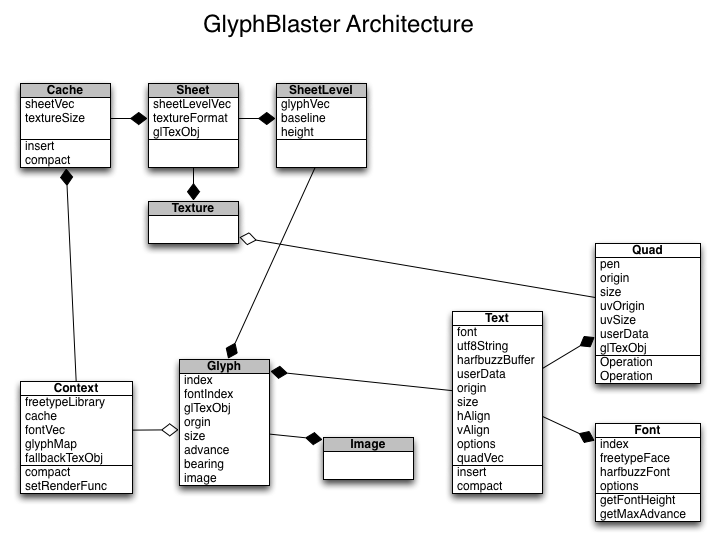 GlyphBlaster Architecture
Cache
sheetVec
textureSize
insert
compact
Sheet
sheetLevelVec
textureFormat
glTexObj
SheetLevel
glyphVec
baseline
height
Texture
Quad
pen
origin
size
uvOrigin
uvSize
userData
glTexObj
Operation
Operation
Text
font
utf8String
harfbuzzBuffer
userData
origin
size
hAlign
vAlign
options
quadVec
insert
compact
Glyph
index
fontIndex
glTexObj
orgin
size
advance
bearing
image
Context
freetypeLibrary
cache
fontVec
glyphMap
fallbackTexObj
compact
setRenderFunc
Image
Font
index
freetypeFace
harfbuzzFont
options
getFontHeight
getMaxAdvance